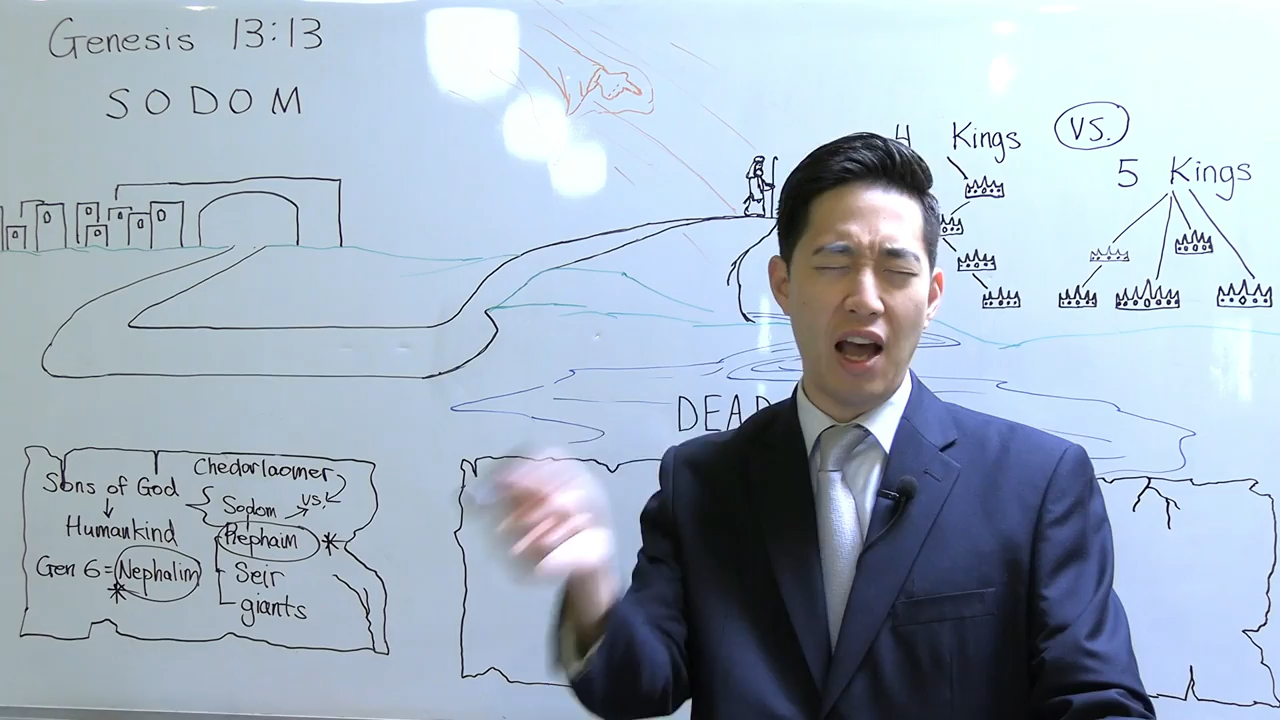 Genesis 13:13
SODOM
4 Kings
VS.
5 Kings
DEAD
Chedorlaomer
Sons of God
Sodom vs.
Humankind
Rephaim *
Gen 6 = Nephalim
*
Seir
giants